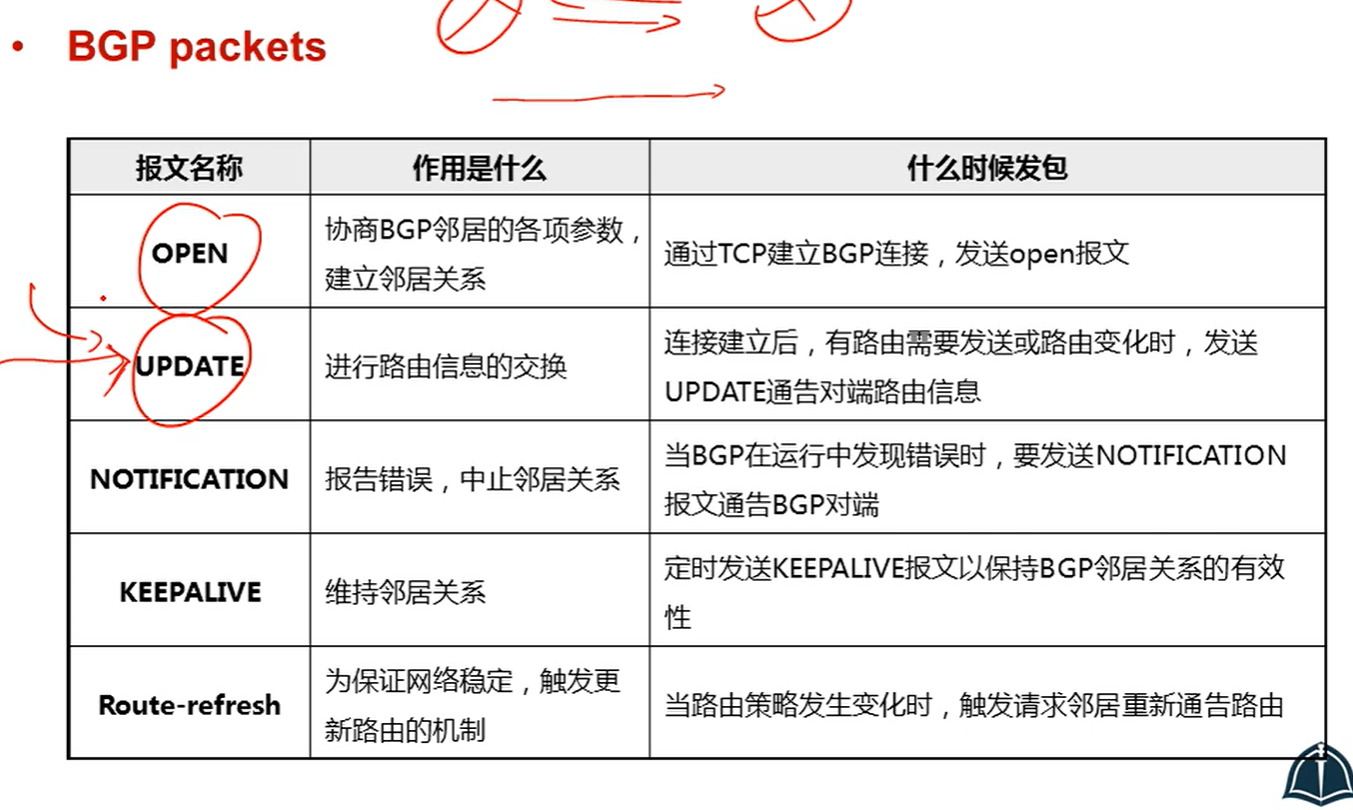 • BGP packets
报文名称 作用是什么 什么时候发包
OPEN
协商BGP邻居的各项参数，
建立邻居关系
通过TCP建立BGP连接，发送open报文
UPDATE
进行路由信息的交换
连接建立后，有路由需要发送或路由变化时，发送
UPDATE通告对端路由信息
NOTIFICATION
报告错误，中止邻居关系
当BGP在运行中发现错误时，要发送NOTIFICATION
报文通告BGP对端
KEEPALIVE
维持邻居关系
定时发送KEEPALIVE报文以保持BGP邻居关系的有效
性
Route-refresh
为保证网络稳定，触发更
新路由的机制
当路由策略发生变化时，触发请求邻居重新通告路由